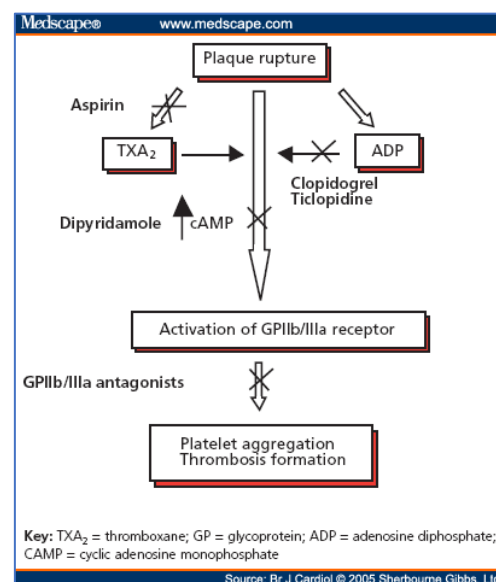 Medscape® www.medscape.com
Plaque rupture
Aspirin
TXA₂
ADP
Clopidogrel
Ticlopidine
Dipyridamole
cAMP
Activation of GPIIb/IIIa receptor
GPIIb/IIIa antagonists
Platelet aggregation
Thrombosis formation
Key: TXA₂ = thromboxane; GP = glycoprotein; ADP = adenosine diphosphate;
CAMP = cyclic adenosine monophosphate
Source: Br J Cardiol © 2005 Sherbourne Gibbs, Ltd